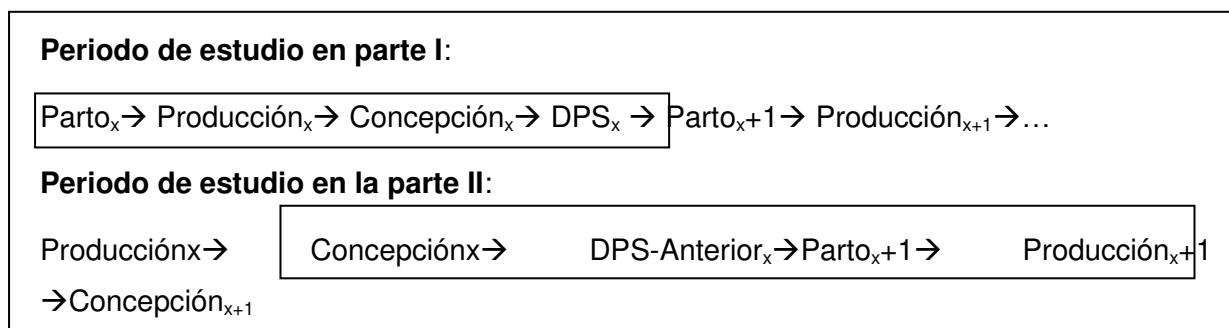 Periodo de estudio en parte I:
Partoₓ→ Producciónₓ→ Concepciónₓ→ DPSₓ → Partoₓ+1→ Producciónₓ₊₁→…
Periodo de estudio en la parte II:
Producciónx→ Concepciónx→ DPS-Anteriorₓ→Partoₓ+1→ Producciónₓ+1
→Concepciónₓ₊₁